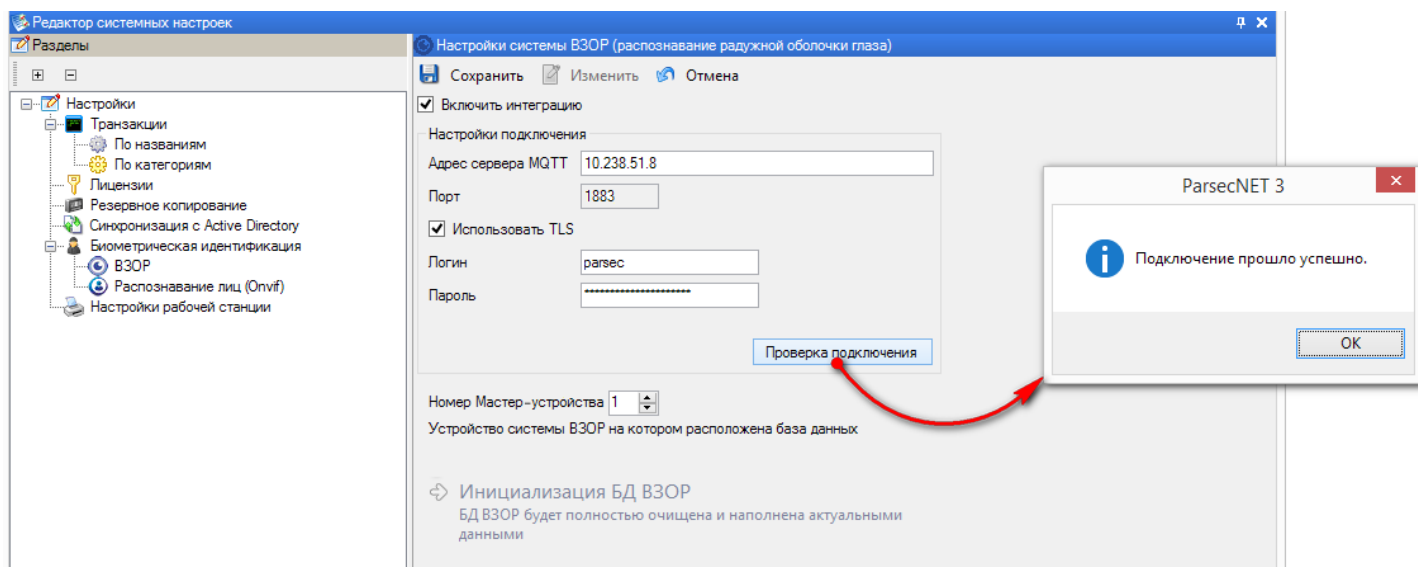 Редактор системных настроек
Разделы
Настройки
Транзакции
По названиям
По категориям
Лицензии
Резервное копирование
Синхронизация с Active Directory
Биометрическая идентификация
ВЗОР
Распознавание лиц (Onvif)
Настройки рабочей станции
Настройки системы ВЗОР (распознавание радужной оболочки глаза)
Сохранить Изменить Отмена
Включить интеграцию
Настройки подключения
Адрес сервера MQTT 10.238.51.8
Порт 1883
Использовать TLS
Логин parsec
Пароль *********************
Проверка подключения
Номер Мастер-устройства 1
Устройство системы ВЗОР на котором расположена база данных
Инициализация БД ВЗОР
БД ВЗОР будет полностью очищена и наполнена актуальными
данными
ParsecNET 3
Подключение прошло успешно.
OK